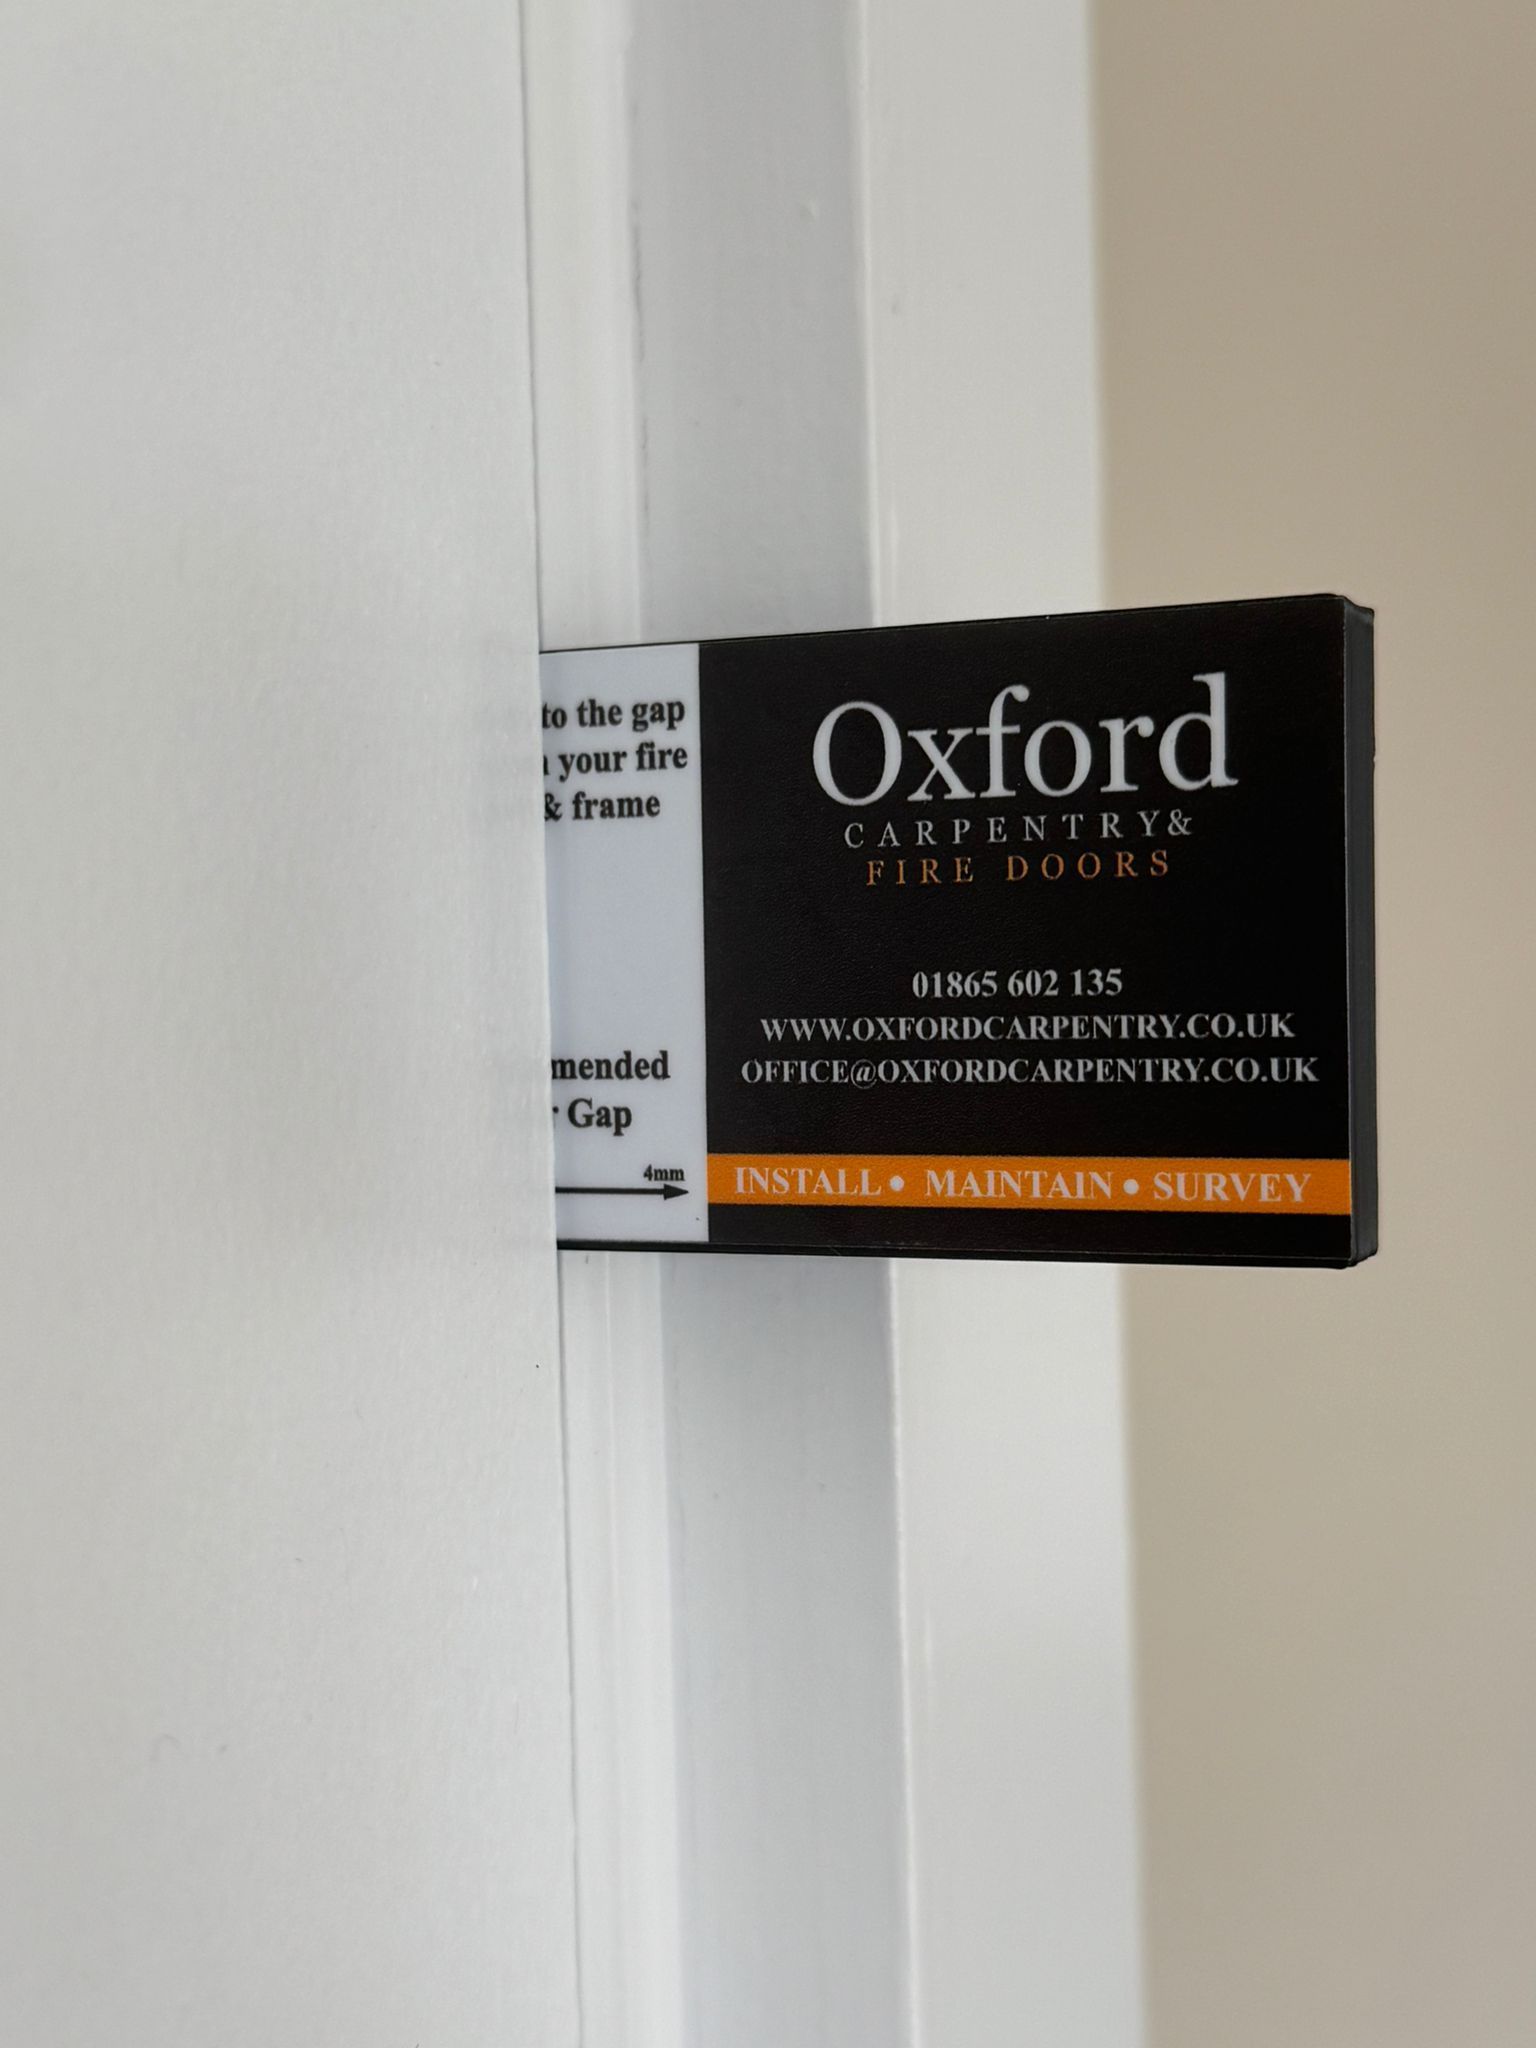 to the gap
your fire
& frame
mended
Gap
4mm
Oxford
CARPENTRY&
FIRE DOORS
01865 602 135
WWW.OXFORDCARPENTRY.CO.UK
OFFICE@OXFORDCARPENTRY.CO.UK
INSTALL • MAINTAIN • SURVEY